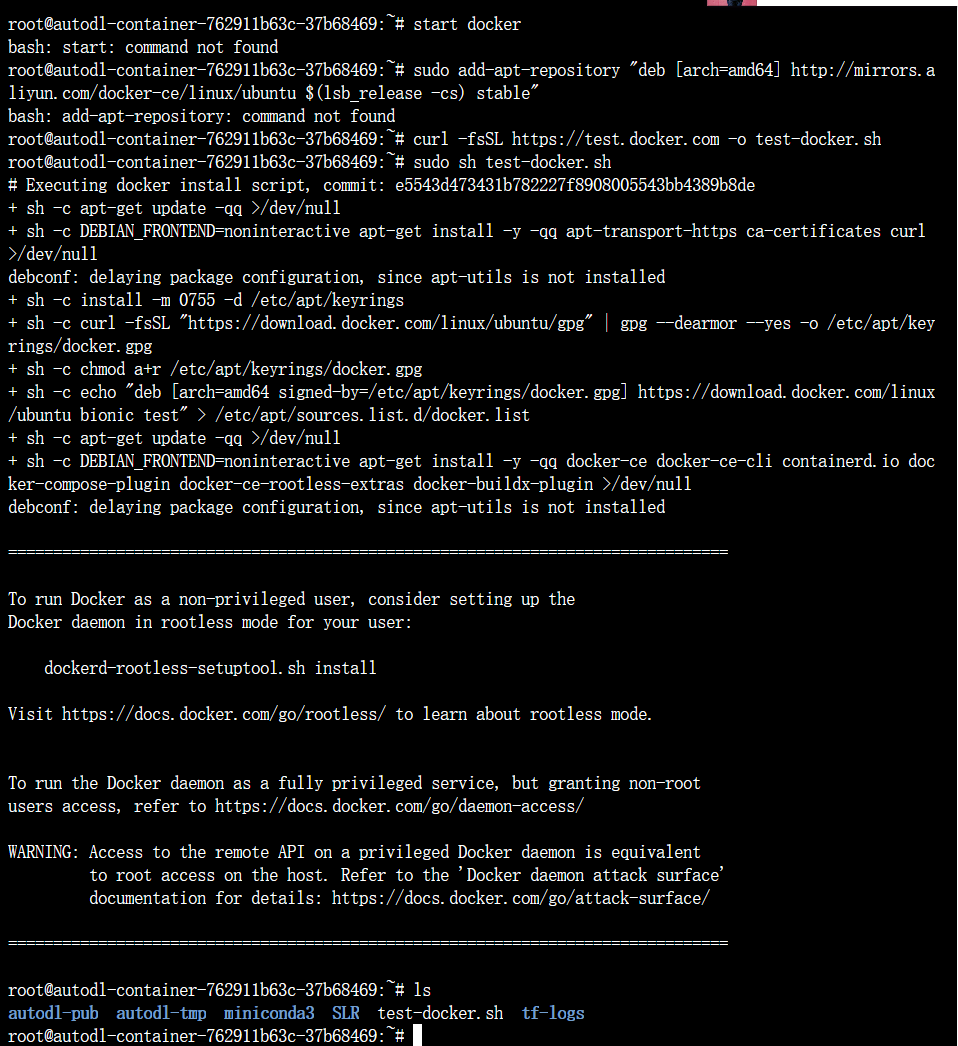 root@autodl-container-762911b63c-37b68469:~# start docker
bash: start: command not found
root@autodl-container-762911b63c-37b68469:~# sudo add-apt-repository "deb [arch=amd64] http://mirrors.a
liyun.com/docker-ce/linux/ubuntu $(lsb_release -cs) stable"
bash: add-apt-repository: command not found
root@autodl-container-762911b63c-37b68469:~# curl -fsSL https://test.docker.com -o test-docker.sh
root@autodl-container-762911b63c-37b68469:~# sudo sh test-docker.sh
# Executing docker install script, commit: e5543d473431b782227f8908005543bb4389b8de
+ sh -c apt-get update -qq >/dev/null
+ sh -c DEBIAN_FRONTEND=noninteractive apt-get install -y -qq apt-transport-https ca-certificates curl
>/dev/null
debconf: delaying package configuration, since apt-utils is not installed
+ sh -c install -m 0755 -d /etc/apt/keyrings
+ sh -c curl -fsSL "https://download.docker.com/linux/ubuntu/gpg" | gpg --dearmor --yes -o /etc/apt/key
rings/docker.gpg
+ sh -c chmod a+r /etc/apt/keyrings/docker.gpg
+ sh -c echo "deb [arch=amd64 signed-by=/etc/apt/keyrings/docker.gpg] https://download.docker.com/linux
/ubuntu bionic test" > /etc/apt/sources.list.d/docker.list
+ sh -c apt-get update -qq >/dev/null
+ sh -c DEBIAN_FRONTEND=noninteractive apt-get install -y -qq docker-ce docker-ce-cli containerd.io doc
ker-compose-plugin docker-ce-rootless-extras docker-buildx-plugin >/dev/null
debconf: delaying package configuration, since apt-utils is not installed
================================================================================
To run Docker as a non-privileged user, consider setting up the
Docker daemon in rootless mode for your user:
dockerd-rootless-setuptool.sh install
Visit https://docs.docker.com/go/rootless/ to learn about rootless mode.
To run the Docker daemon as a fully privileged service, but granting non-root
users access, refer to https://docs.docker.com/go/daemon-access/
WARNING: Access to the remote API on a privileged Docker daemon is equivalent
to root access on the host. Refer to the 'Docker daemon attack surface'
documentation for details: https://docs.docker.com/go/attack-surface/
================================================================================
root@autodl-container-762911b63c-37b68469:~# ls
autodl-pub autodl-tmp miniconda3 SLR test-docker.sh tf-logs
root@autodl-container-762911b63c-37b68469:~#